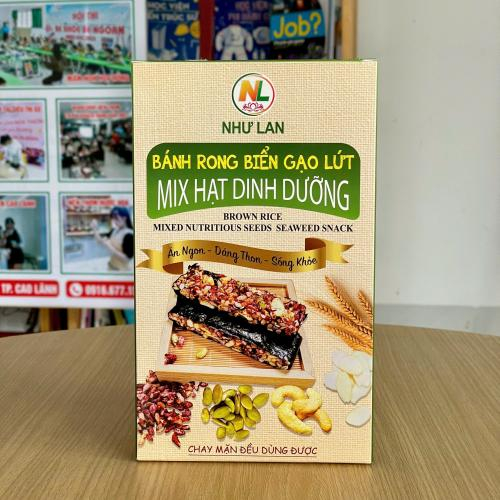 NL
NHƯ LAN
BÁNH RONG BIỂN GẠO LỨT
MIX HẠT DINH DƯỠNG
BROWN RICE
MIXED NUTRITIOUS SEEDS SEAWEED SNACK
Ăn Ngon - Dáng Thon - Sống Khỏe
CHAY MẶN ĐỀU DÙNG ĐƯỢC
NHƯ
Job?
TP. CAO LÃNH